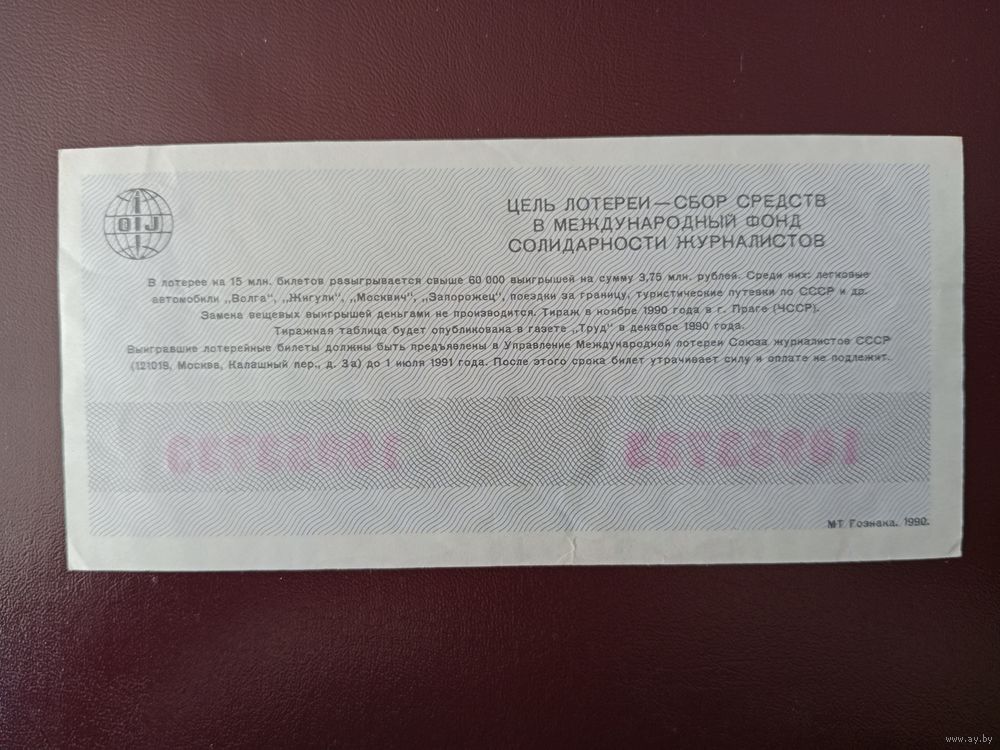 OIJ
ЦЕЛЬ ЛОТЕРЕИ — СБОР СРЕДСТВ
В МЕЖДУНАРОДНЫЙ ФОНД
СОЛИДАРНОСТИ ЖУРНАЛИСТОВ
В лотерее на 15 млн. билетов разыгрывается свыше 60 000 выигрышей на сумму 3,75 млн. рублей. Среди них: легковые
автомобили „Волга“, „Жигули“, „Москвич“, „Запорожец“, поездки за границу, туристические путевки по СССР и др.
Замена вещевых выигрышей деньгами не производится. Тираж в ноябре 1990 года в г. Праге (ЧССР).
Тиражная таблица будет опубликована в газете „Труд“ в декабре 1990 года.
Выигравшие лотерейные билеты должны быть предъявлены в Управление Международной лотереи Союза журналистов СССР
(121019, Москва, Калашный пер., д. 3а) до 1 июля 1991 года. После этого срока билет утрачивает силу и оплате не подлежит.
МТ Гознака. 1990.
www.ay.by